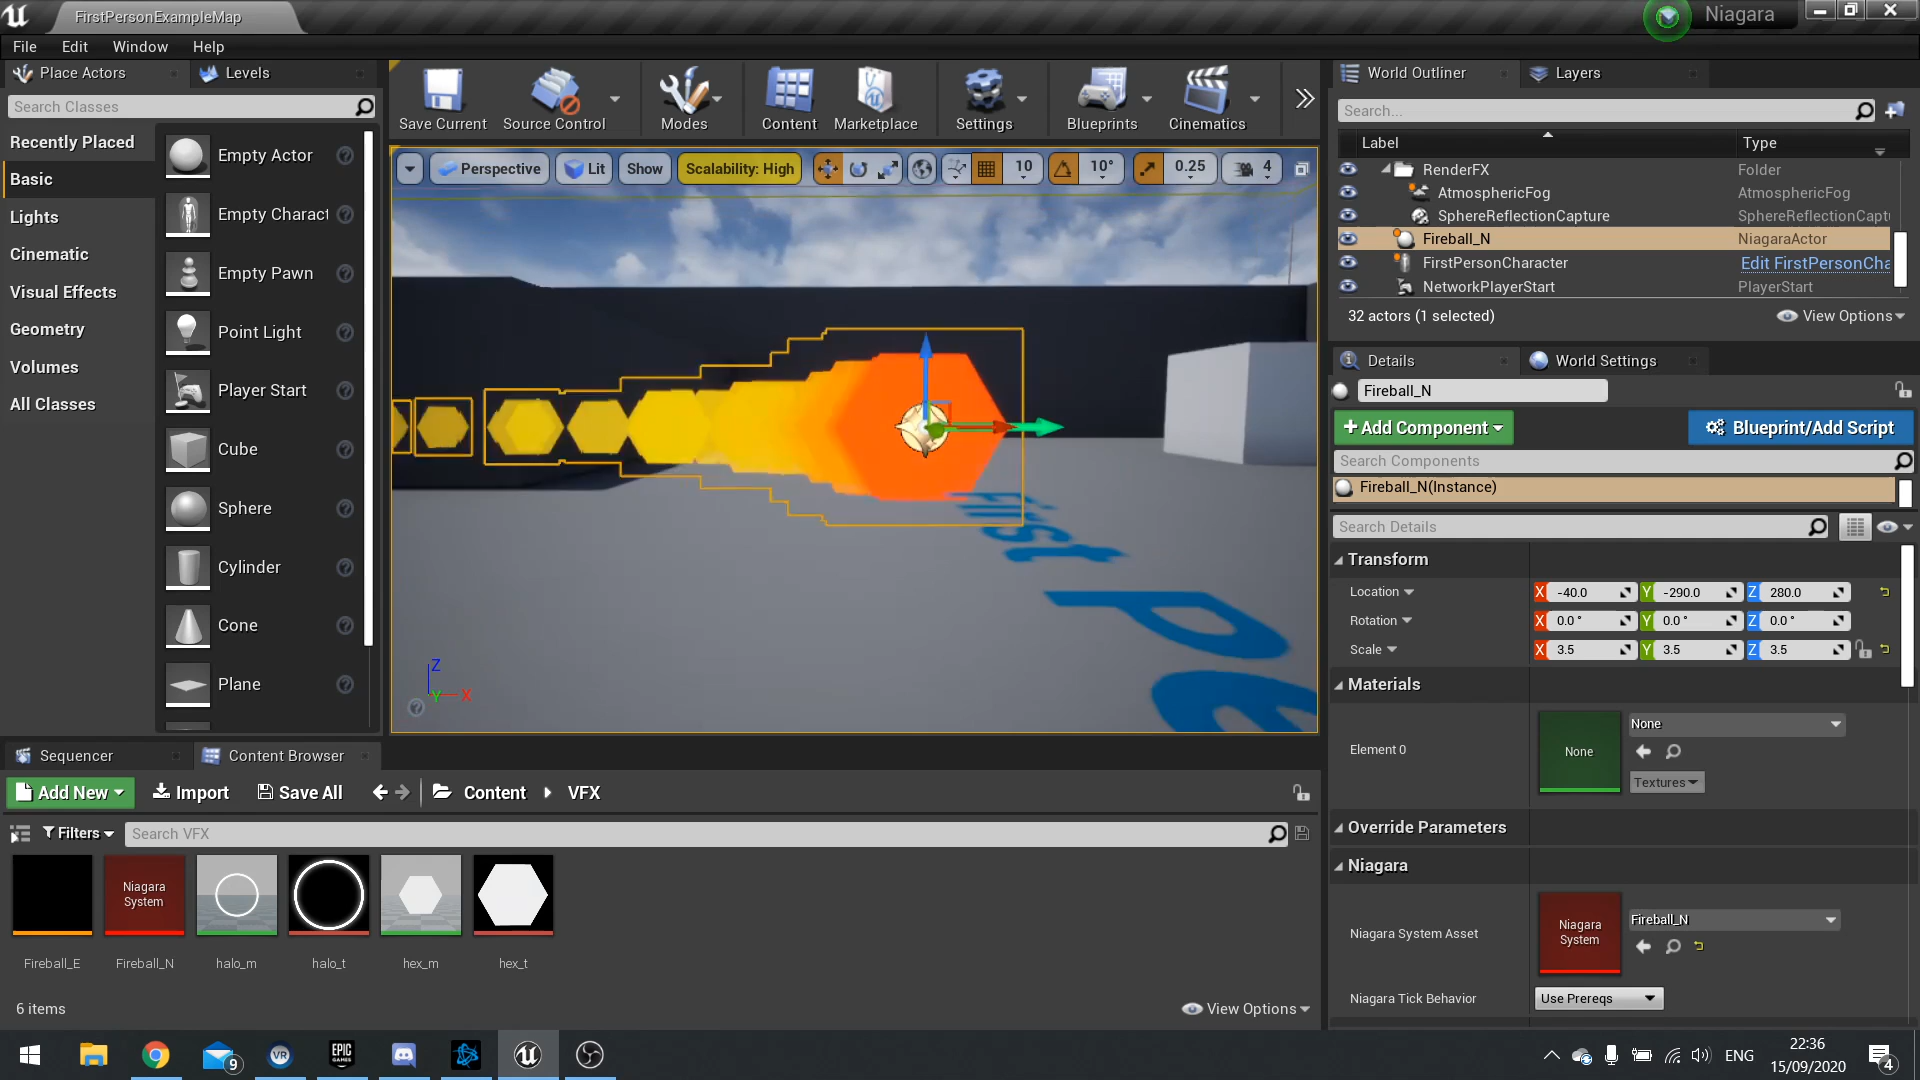 FirstPersonExampleMap
Niagara
File Edit Window Help
Place Actors
Levels
Search Classes
Recently Placed
Basic
Lights
Cinematic
Visual Effects
Geometry
Volumes
All Classes
Empty Actor
Empty Charact
Empty Pawn
Point Light
Player Start
Cube
Sphere
Cylinder
Cone
Plane
Save Current
Source Control
Modes
Content
Marketplace
Settings
Blueprints
Cinematics
Perspective
Lit
Show
Scalability: High
10
10°
0.25
4
First
P
e
Z
Y
X
World Outliner
Layers
Search...
Label
Type
RenderFX Folder
AtmosphericFog AtmosphericFog
SphereReflectionCapture SphereReflectionCaptu
Fireball_N NiagaraActor
FirstPersonCharacter Edit FirstPersonCha
NetworkPlayerStart PlayerStart
32 actors (1 selected)
View Options
Details
World Settings
Fireball_N
+Add Component
Blueprint/Add Script
Search Components
Fireball_N(Instance)
Search Details
Transform
Location X -40.0 Y -290.0 Z 280.0
Rotation X 0.0 ° Y 0.0 ° Z 0.0 °
Scale X 3.5 Y 3.5 Z 3.5
Materials
Element 0
None
None
Textures
Override Parameters
Niagara
Niagara System Asset
Niagara
System
Fireball_N
Niagara Tick Behavior
Use Prereqs
Sequencer
Content Browser
Add New
Import
Save All
Content
VFX
Filters
Search VFX
Niagara
System
Fireball_E
Fireball_N
halo_m
halo_t
hex_m
hex_t
6 items
View Options
9
VR
EPIC
GAMES
ENG
22:36
15/09/2020
4